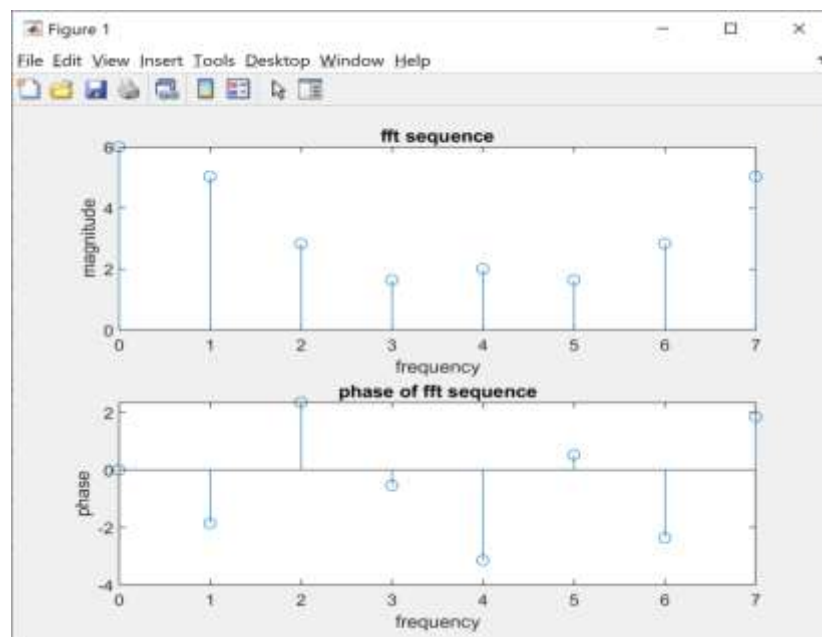 Figure 1
File Edit View Insert Tools Desktop Window Help
fft sequence
6
4
2
0
magnitude
0 1 2 3 4 5 6 7
frequency
phase of fft sequence
2
0
-2
-4
phase
0 1 2 3 4 5 6 7
frequency